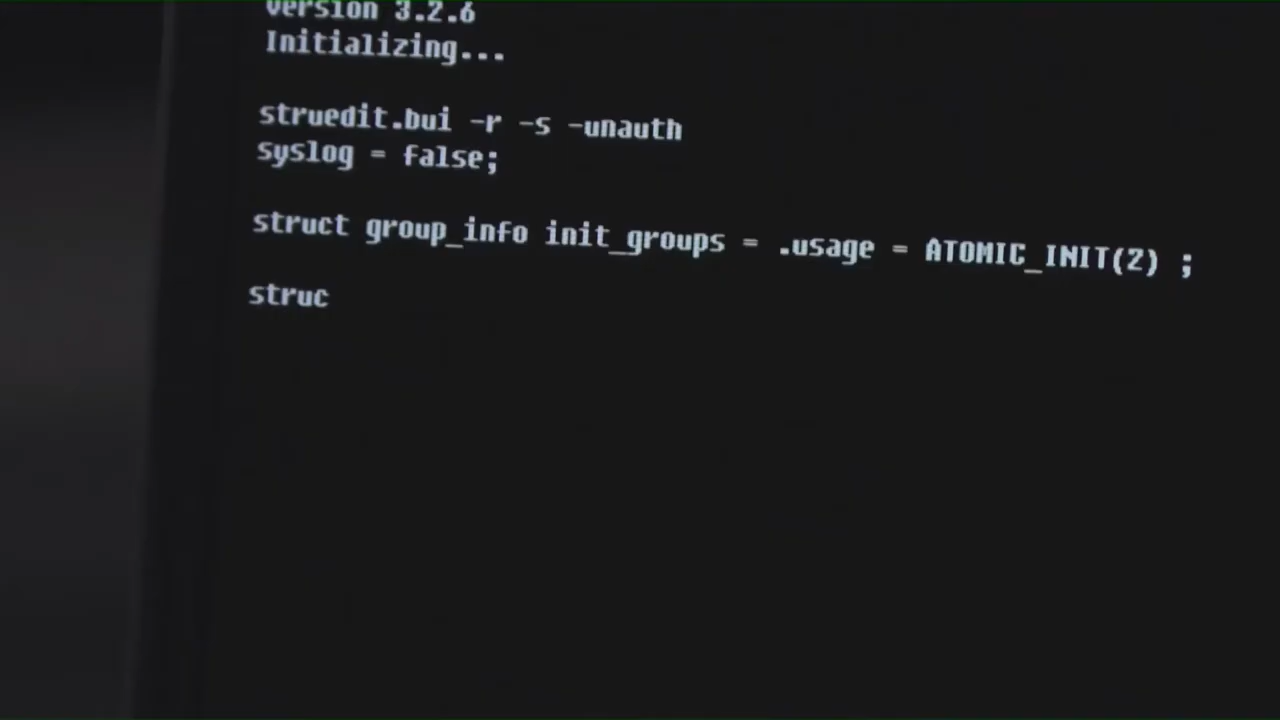 Version 3.2.6
Initializing...
struedit.bui -r -s -unauth
syslog = false;
struct group_info init_groups = .usage = ATOMIC_INIT(2) ;
struc